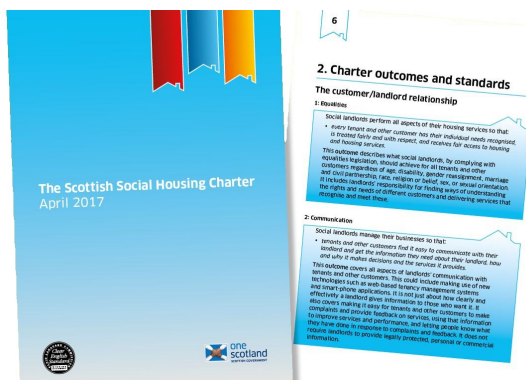 The Scottish Social Housing Charter
April 2017
Clear
English
Standard
one
scotland
SCOTTISH GOVERNMENT
6
2. Charter outcomes and standards
The customer/landlord relationship
1: Equalities
Social landlords perform all aspects of their housing services so that:
• every tenant and other customer has their individual needs recognised,
is treated fairly and with respect, and receives fair access to housing
and housing services.
This outcome describes what social landlords, by complying with
equalities legislation, should achieve for all tenants and other
customers regardless of age, disability, gender reassignment, marriage
and civil partnership, race, religion or belief, sex, or sexual orientation.
It includes landlords' responsibility for finding ways of understanding
the rights and needs of different customers and delivering services that
recognise and meet these.
2: Communication
Social landlords manage their businesses so that:
• tenants and other customers find it easy to communicate with their
landlord and get the information they need about their landlord, how
and why it makes decisions and the services it provides.
This outcome covers all aspects of landlords' communication with
tenants and other customers. This could include making use of new
technologies such as web-based tenancy management systems
and smart-phone applications. It is not just about how clearly and
effectively a landlord gives information to those who want it. It
also covers making it easy for tenants and other customers to make
complaints and provide feedback on services, using that information
to improve services and performance, and letting people know what
they have done in response to complaints and feedback. It does not
require landlords to provide legally protected, personal or commercial
information.